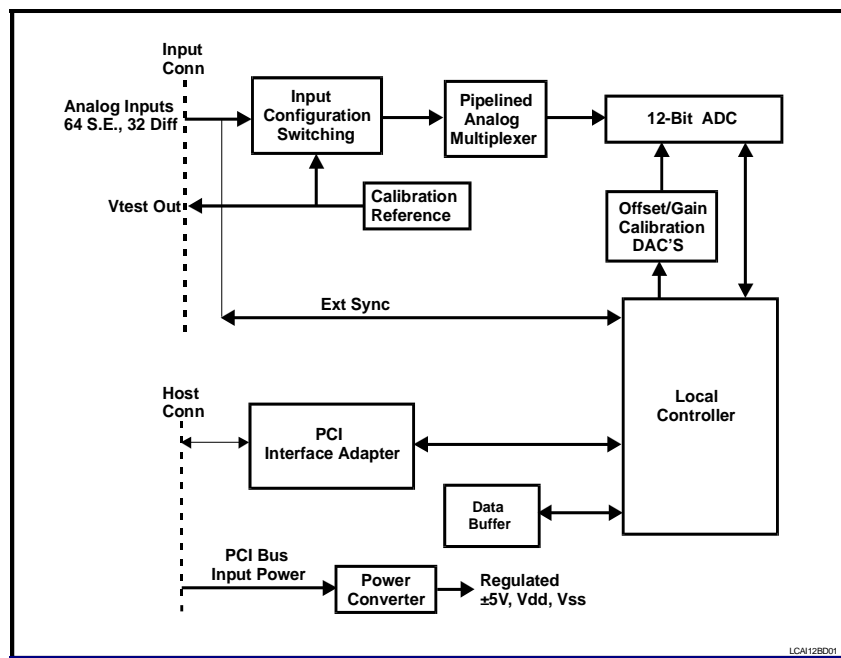 Input
Conn
Analog Inputs
64 S.E., 32 Diff
Input
Configuration
Switching
Pipelined
Analog
Multiplexer
12-Bit ADC
Vtest Out
Calibration
Reference
Offset/Gain
Calibration
DAC'S
Ext Sync
Local
Controller
Host
Conn
PCI
Interface Adapter
Data
Buffer
PCI Bus
Input Power
Power
Converter
Regulated
±5V, Vdd, Vss
LCAI12BD01